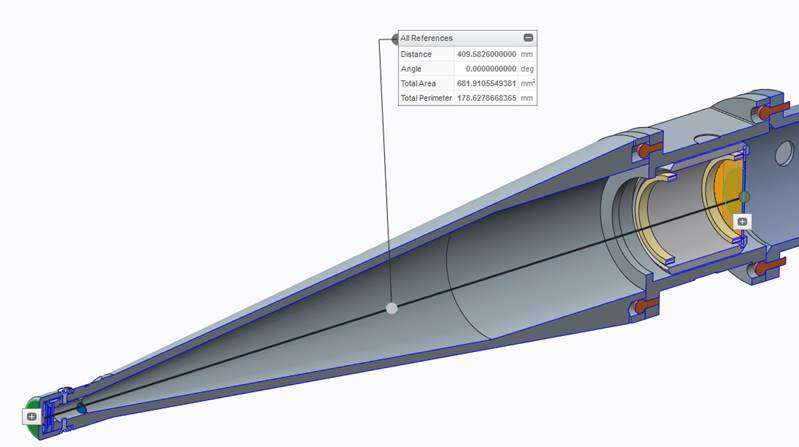 All References
Distance 409.5826000000 mm
Angle 0.0000000000 deg
Total Area 681.9105549381 mm²
Total Perimeter 178.6278668365 mm